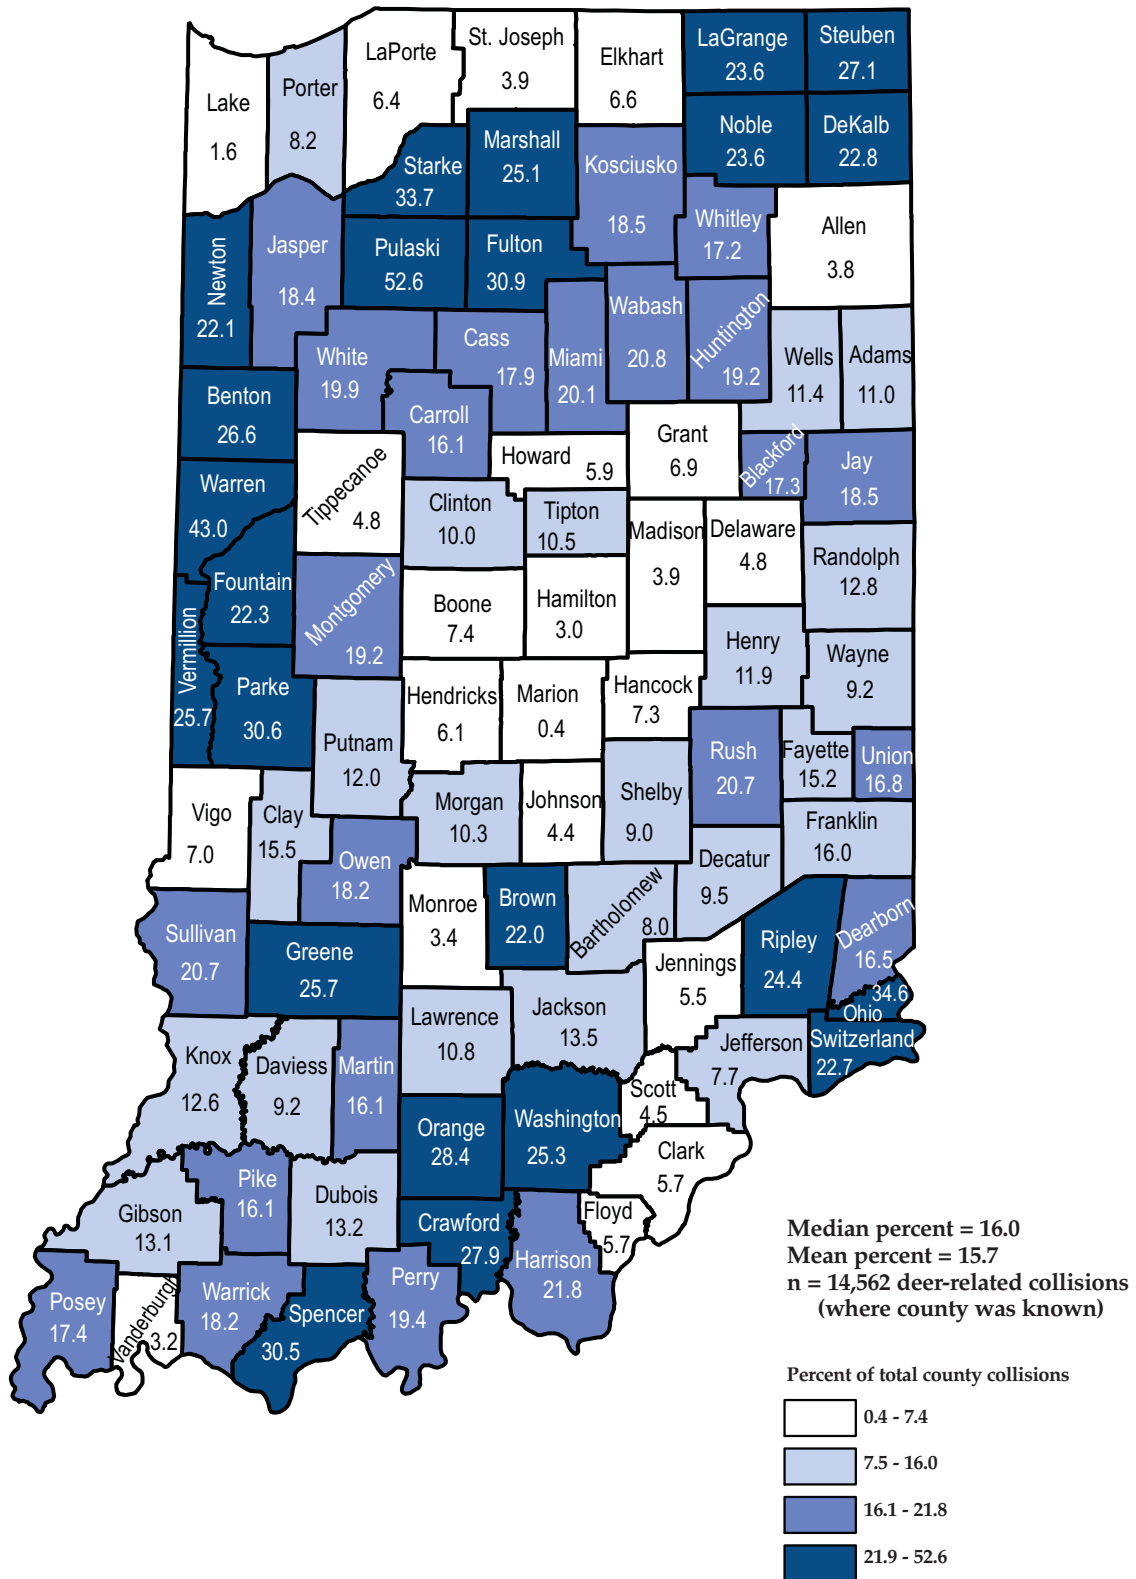 LaPorte
6.4
St. Joseph
3.9
Elkhart
6.6
LaGrange
23.6
Steuben
27.1
Lake
1.6
Porter
8.2
Starke
33.7
Marshall
25.1
Kosciusko
18.5
Noble
23.6
DeKalb
22.8
Whitley
17.2
Allen
3.8
Newton
22.1
Jasper
18.4
Pulaski
52.6
Fulton
30.9
Wabash
20.8
Huntington
19.2
White
19.9
Cass
17.9
Miami
20.1
Wells
11.4
Adams
11.0
Benton
26.6
Carroll
16.1
Howard
5.9
Grant
6.9
Blackford
17.3
Jay
18.5
Warren
43.0
Tippecanoe
4.8
Clinton
10.0
Tipton
10.5
Madison
3.9
Delaware
4.8
Randolph
12.8
Fountain
22.3
Montgomery
19.2
Boone
7.4
Hamilton
3.0
Henry
11.9
Wayne
9.2
Vermillion
25.7
Parke
30.6
Putnam
12.0
Hendricks
6.1
Marion
0.4
Hancock
7.3
Rush
20.7
Fayette
15.2
Union
16.8
Vigo
7.0
Clay
15.5
Morgan
10.3
Johnson
4.4
Shelby
9.0
Franklin
16.0
Owen
18.2
Decatur
9.5
Sullivan
20.7
Greene
25.7
Monroe
3.4
Brown
22.0
Bartholomew
8.0
Jennings
5.5
Ripley
24.4
Dearborn
16.5
34.6
Ohio
Knox
12.6
Daviess
9.2
Martin
16.1
Lawrence
10.8
Jackson
13.5
Jefferson
7.7
Switzerland
22.7
Scott
4.5
Orange
28.4
Washington
25.3
Clark
5.7
Gibson
13.1
Pike
16.1
Dubois
13.2
Crawford
27.9
Floyd
5.7
Harrison
21.8
Posey
17.4
Vanderburgh
3.2
Warrick
18.2
Spencer
30.5
Perry
19.4
Median percent = 16.0
Mean percent = 15.7
n = 14,562 deer-related collisions
(where county was known)
Percent of total county collisions
0.4 - 7.4
7.5 - 16.0
16.1 - 21.8
21.9 - 52.6